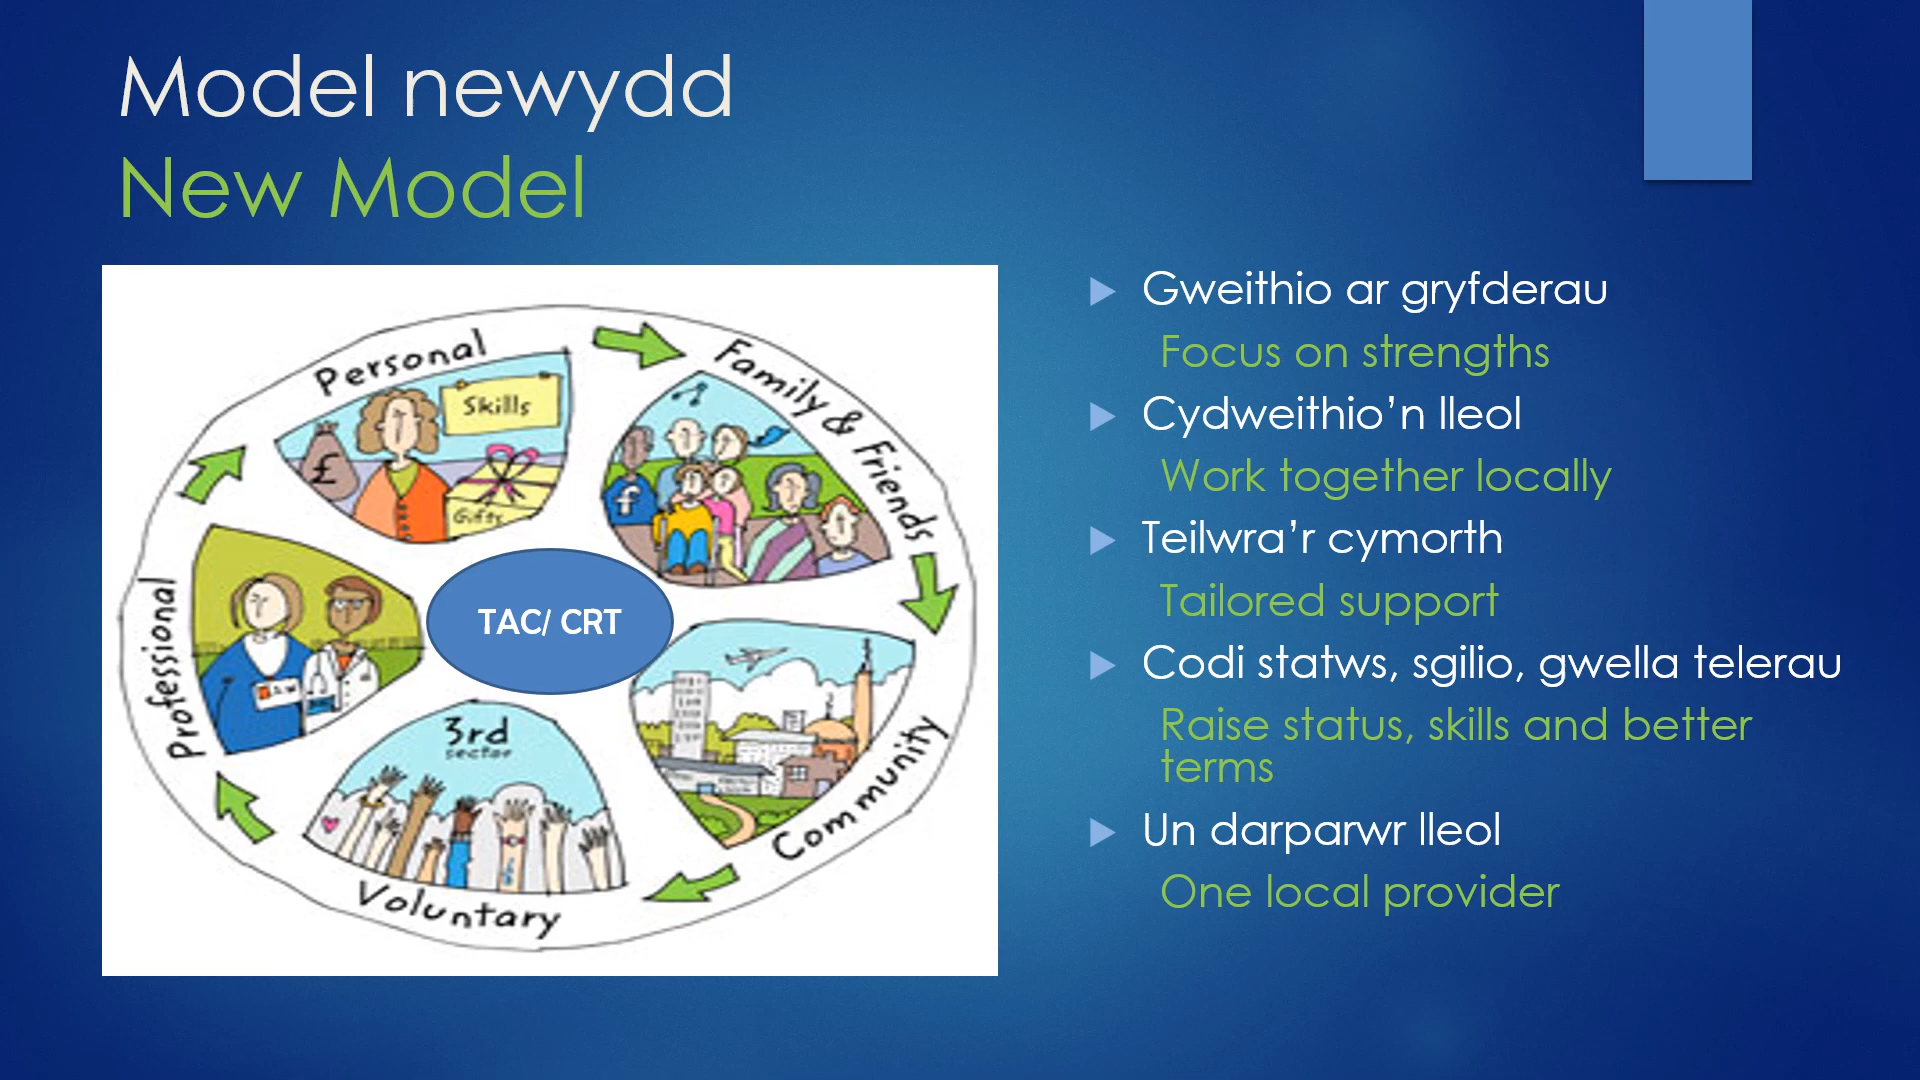 Model newydd
New Model
Personal
Skills
£
Gifts
Family & Friends
f
TAC/ CRT
Professional
3rd
sector
Voluntary
Community
Gweithio ar gryfderau
Focus on strengths
Cydweithio’n lleol
Work together locally
Teilwra’r cymorth
Tailored support
Codi statws, sgilio, gwella telerau
Raise status, skills and better
terms
Un darparwr lleol
One local provider